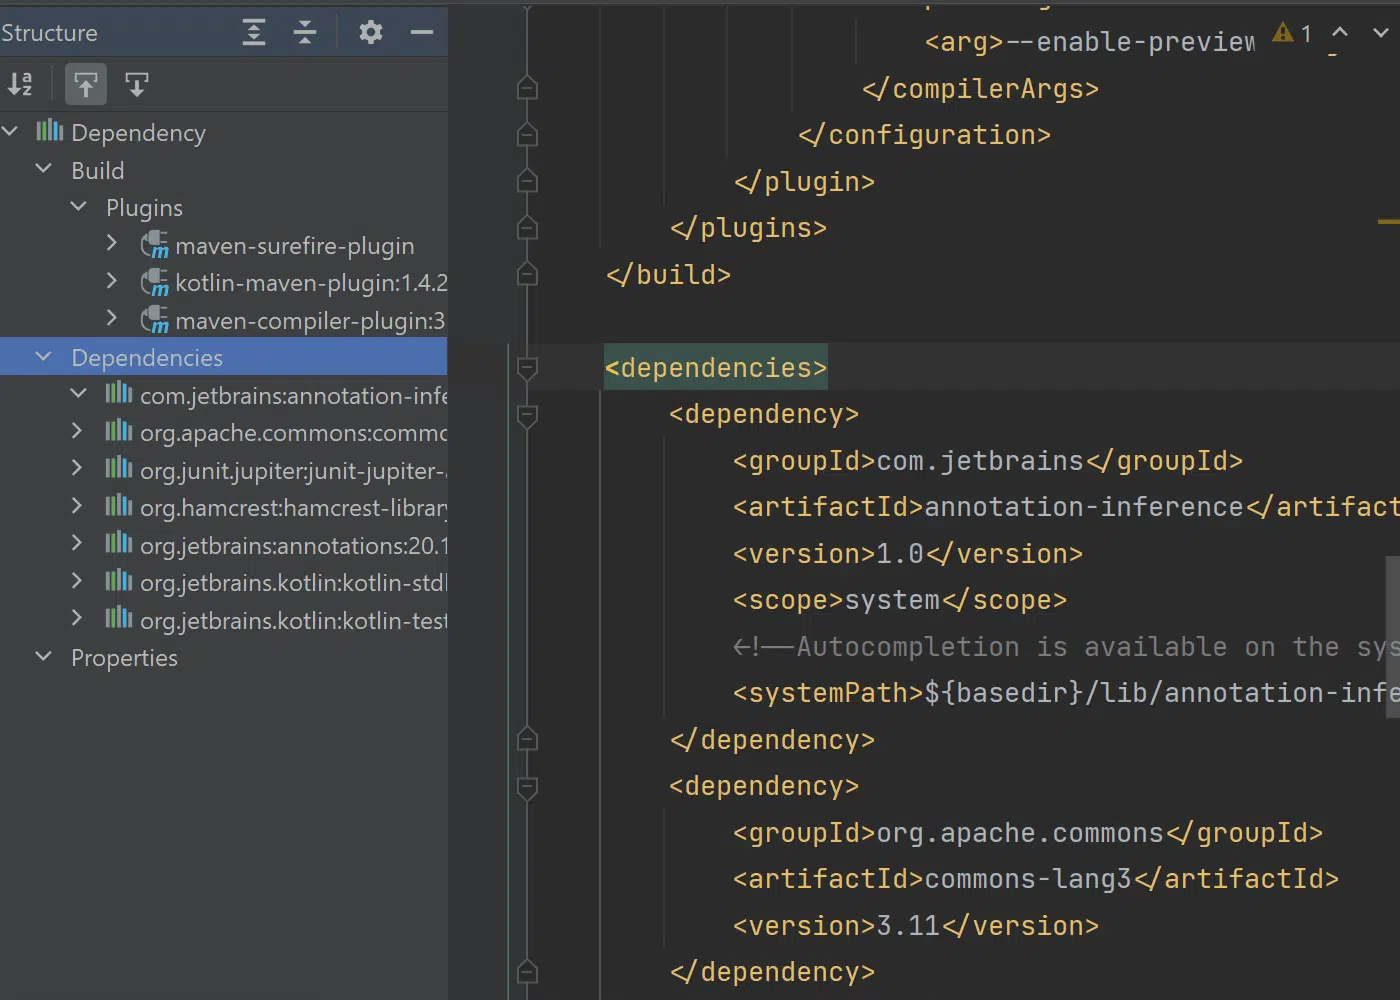 Structure
Dependency
Build
Plugins
maven-surefire-plugin
kotlin-maven-plugin:1.4.2
maven-compiler-plugin:3
Dependencies
com.jetbrains:annotation-infe
org.apache.commons:commo
org.junit.jupiter:junit-jupiter-
org.hamcrest:hamcrest-library
org.jetbrains:annotations:20.1
org.jetbrains.kotlin:kotlin-stdl
org.jetbrains.kotlin:kotlin-test
Properties
<arg>--enable-preview
1
</compilerArgs>
</configuration>
</plugin>
</plugins>
</build>
<dependencies>
<dependency>
<groupId>com.jetbrains</groupId>
<artifactId>annotation-inference</artifact
<version>1.0</version>
<scope>system</scope>
<!--Autocompletion is available on the sys
<systemPath>${basedir}/lib/annotation-infe
</dependency>
<dependency>
<groupId>org.apache.commons</groupId>
<artifactId>commons-lang3</artifactId>
<version>3.11</version>
</dependency>